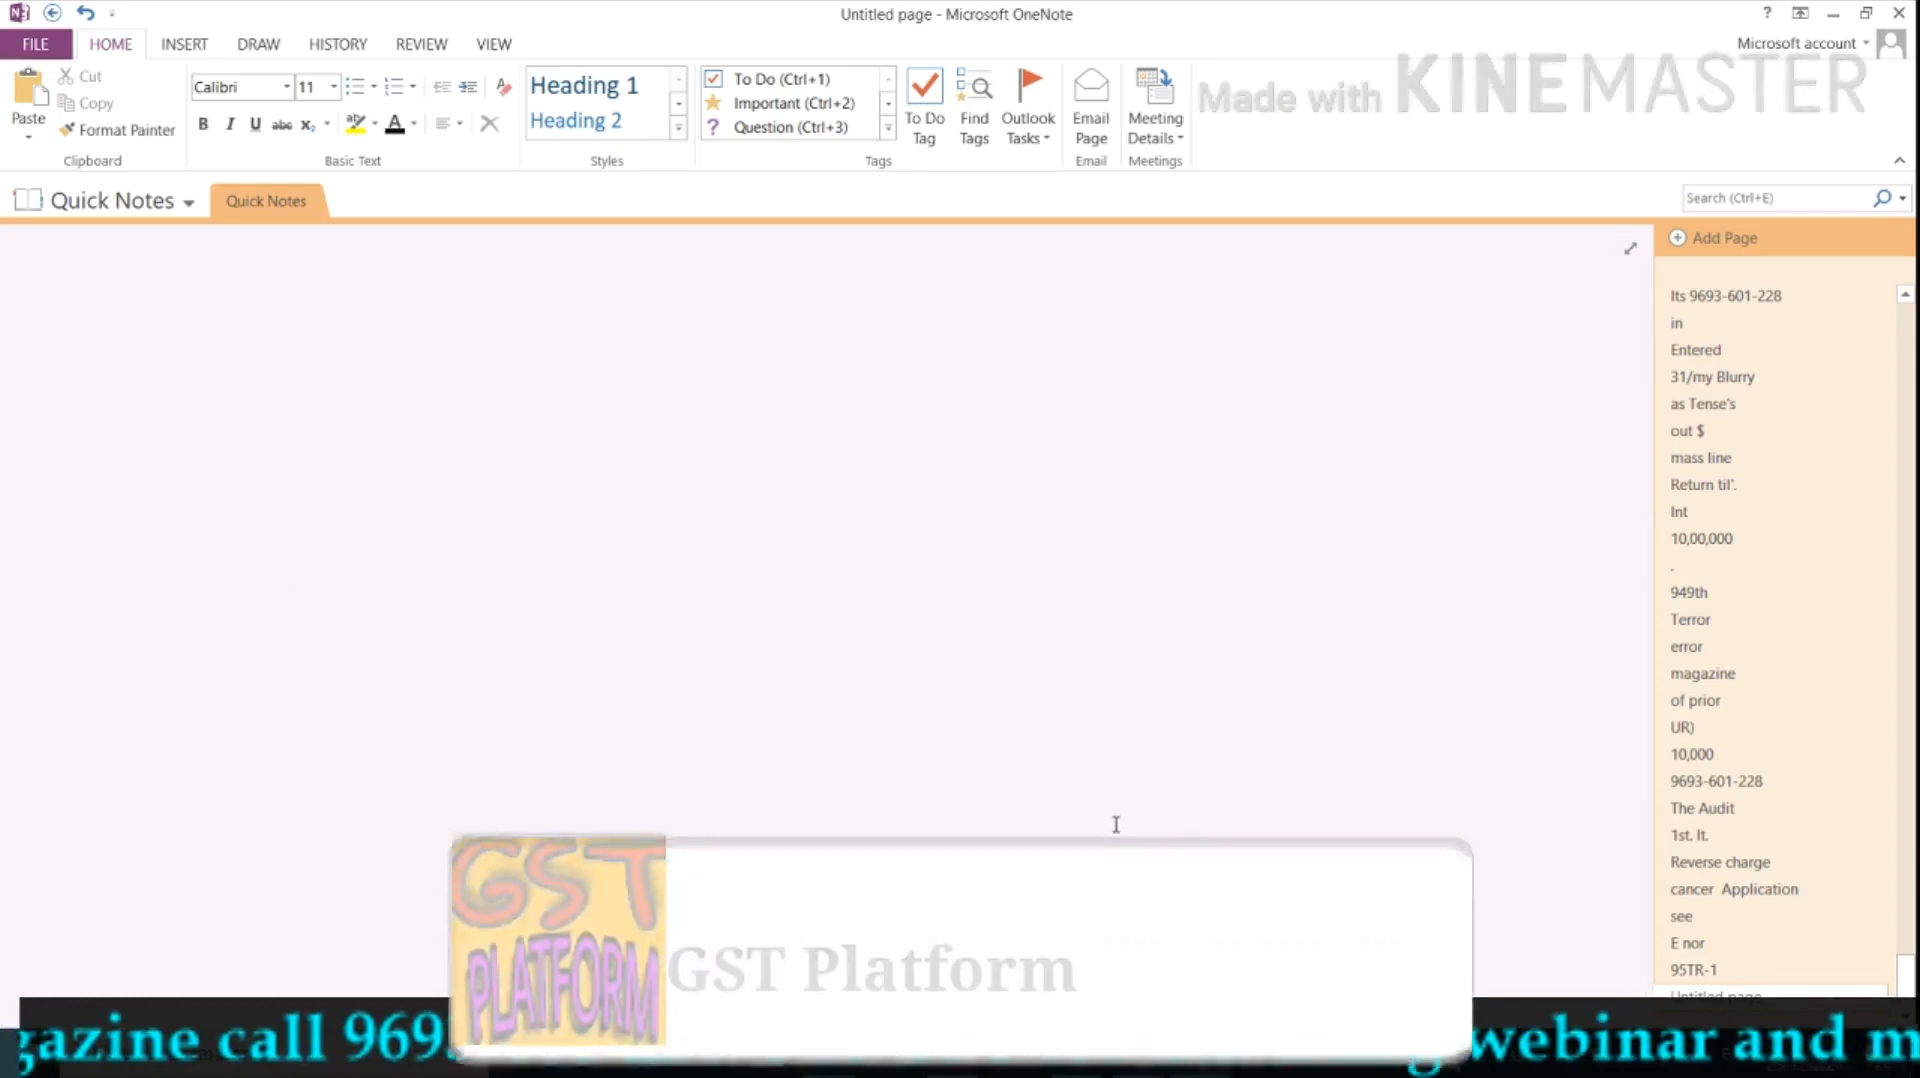 Untitled page - Microsoft OneNote
FILE HOME INSERT DRAW HISTORY REVIEW VIEW
Microsoft account
Made with KINEMASTER
Paste
Cut
Copy
Format Painter
Clipboard
Calibri 11
B I U abc X₂ A
Basic Text
Heading 1
Heading 2
Styles
To Do (Ctrl+1)
Important (Ctrl+2)
? Question (Ctrl+3)
Tags
To Do Tag
Find Tags
Outlook Tasks
Email Page
Email
Meeting Details
Meetings
Quick Notes
Quick Notes
Search (Ctrl+E)
Add Page
Its 9693-601-228
in
Entered
31/my Blurry
as Tense's
out $
mass line
Return til'.
Int
10,00,000
.
949th
Terror
error
magazine
of prior
UR)
10,000
9693-601-228
The Audit
1st. It.
Reverse charge
cancer Application
see
E nor
95TR-1
Untitled page
GST PLATFORM
GST Platform
gazine call 969
webinar and m